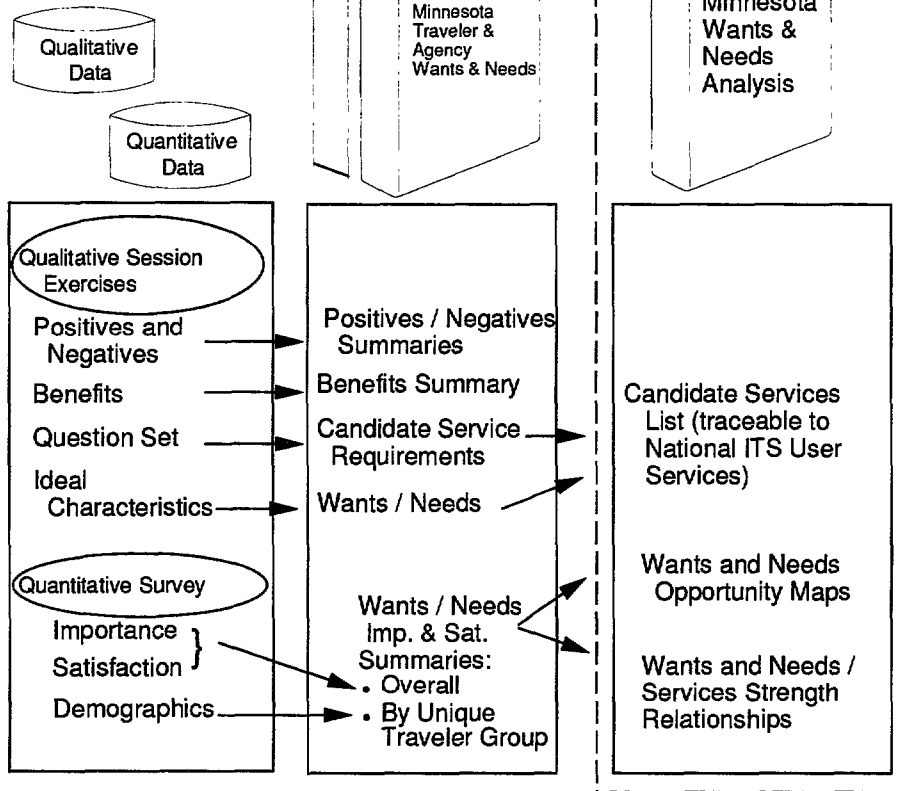 Qualitative
Data
Quantitative
Data
Minnesota
Traveler &
Agency
Wants & Needs
Minnesota
Wants &
Needs
Analysis
Qualitative Session
Exercises
Positives and
Negatives
Benefits
Question Set
Ideal
Characteristics
Quantitative Survey
Importance
Satisfaction }
Demographics
Positives / Negatives
Summaries
Benefits Summary
Candidate Service
Requirements
Wants / Needs
Wants / Needs
Imp. & Sat.
Summaries:
• Overall
• By Unique
Traveler Group
Candidate Services
List (traceable to
National ITS User
Services)
Wants and Needs
Opportunity Maps
Wants and Needs /
Services Strength
Relationships